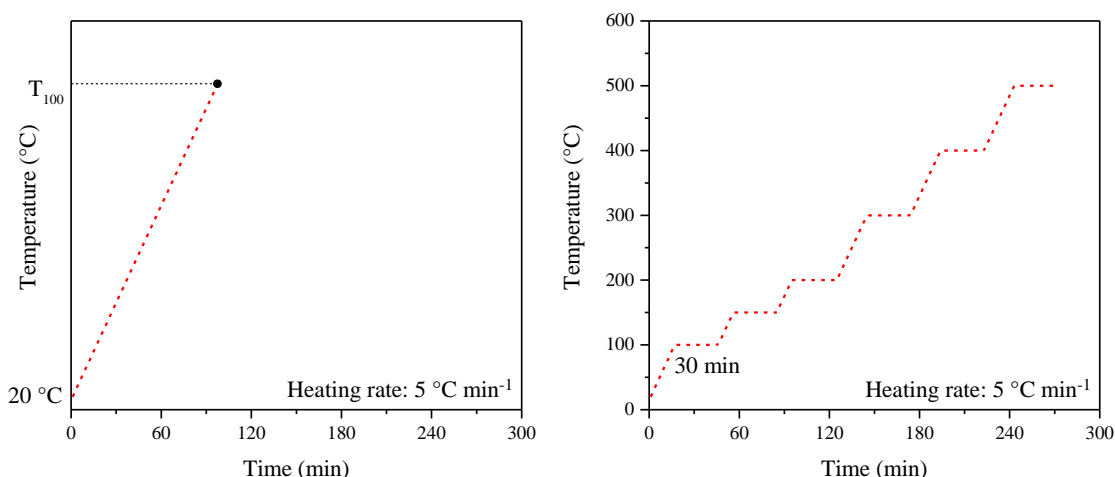 T100
Temperature (°C)
20 °C
Heating rate: 5 °C min-1
0
60
120
180
240
300
Time (min)
600
500
400
300
200
100
0
Temperature (°C)
30 min
Heating rate: 5 °C min-1
0
60
120
180
240
300
Time (min)